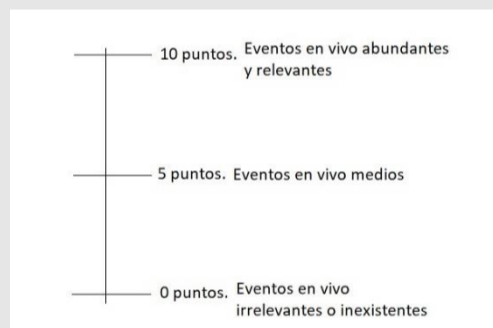 10 puntos. Eventos en vivo abundantes
y relevantes
5 puntos. Eventos en vivo medios
0 puntos. Eventos en vivo
irrelevantes o inexistentes